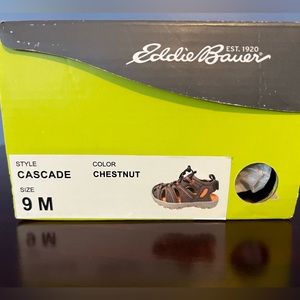 EST. 1920
Eddie Bauer®
STYLE COLOR
CASCADE CHESTNUT
SIZE
9 M